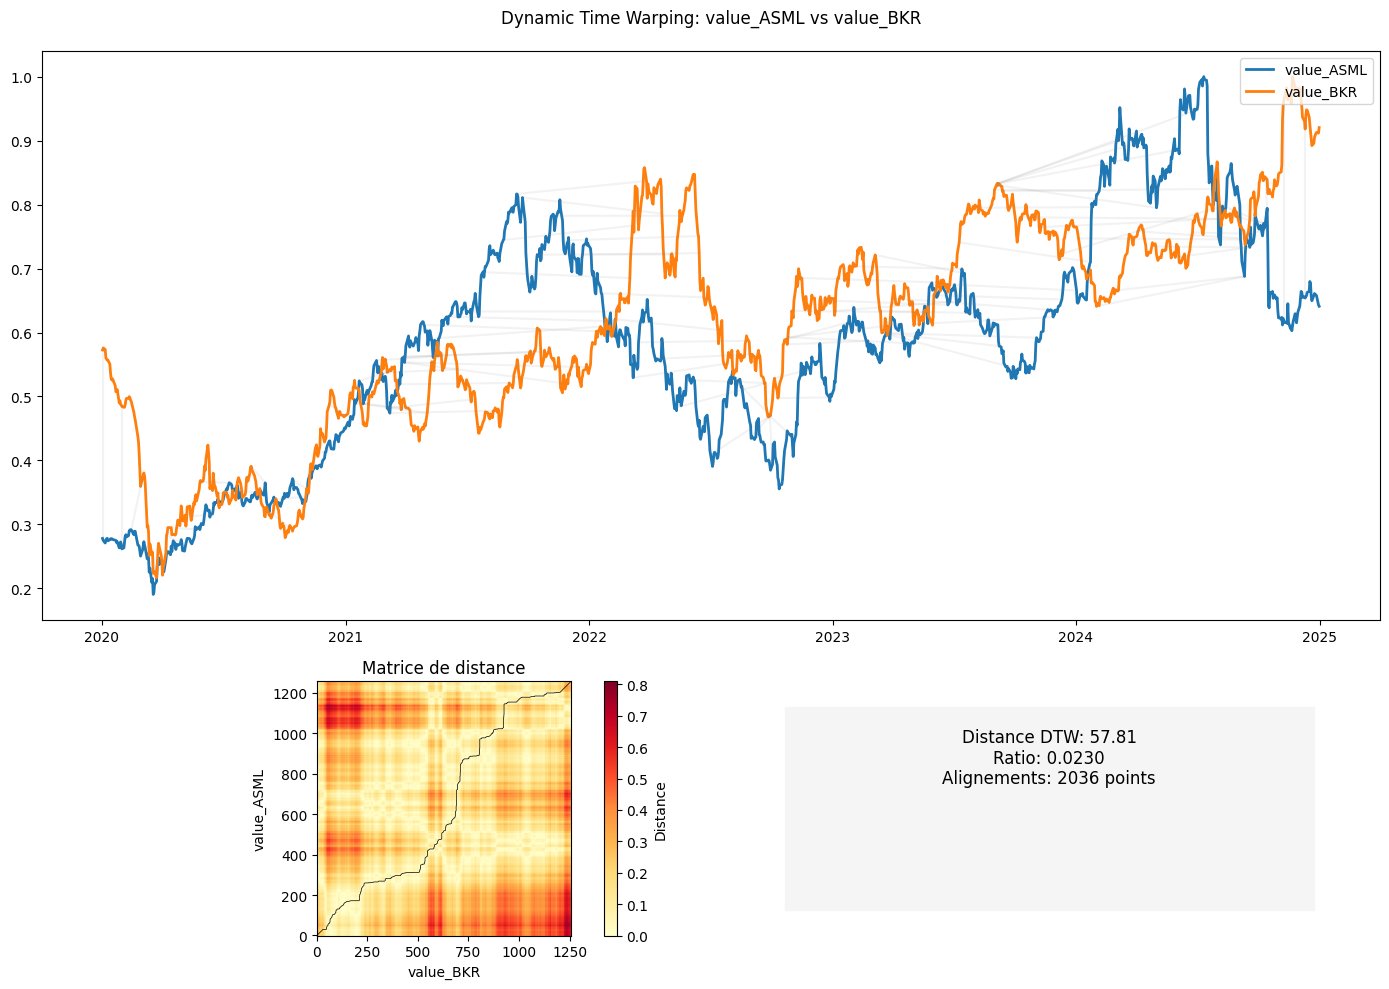 Dynamic Time Warping: value_ASML vs value_BKR
value_ASML
value_BKR
1.0
0.9
0.8
0.7
0.6
0.5
0.4
0.3
0.2
2020 2021 2022 2023 2024 2025
Matrice de distance
value_ASML
1200
1000
800
600
400
200
0
0 250 500 750 1000 1250
value_BKR
0.8
0.7
0.6
0.5
0.4
0.3
0.2
0.1
0.0
Distance
Distance DTW: 57.81
Ratio: 0.0230
Alignements: 2036 points